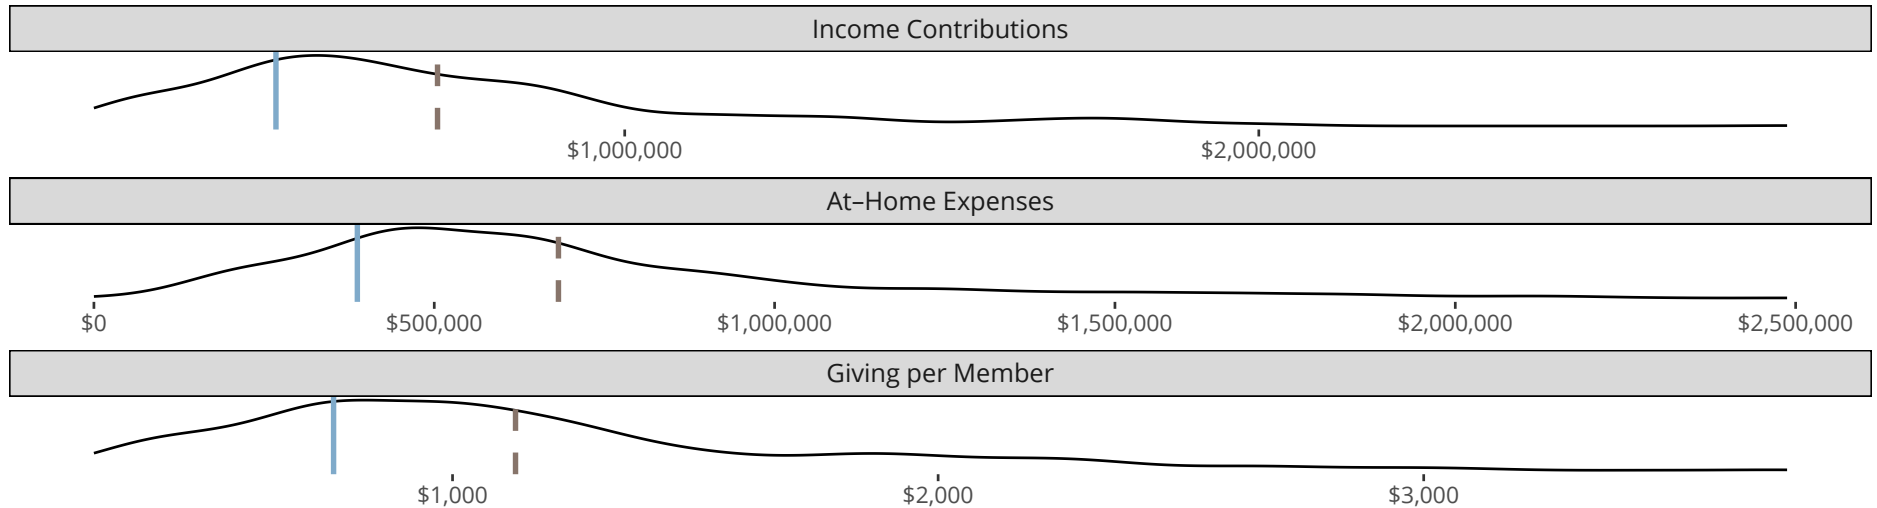 Income Contributions
$1,000,000 $2,000,000
At–Home Expenses
$0 $500,000 $1,000,000 $1,500,000 $2,000,000 $2,500,000
Giving per Member
$1,000 $2,000 $3,000